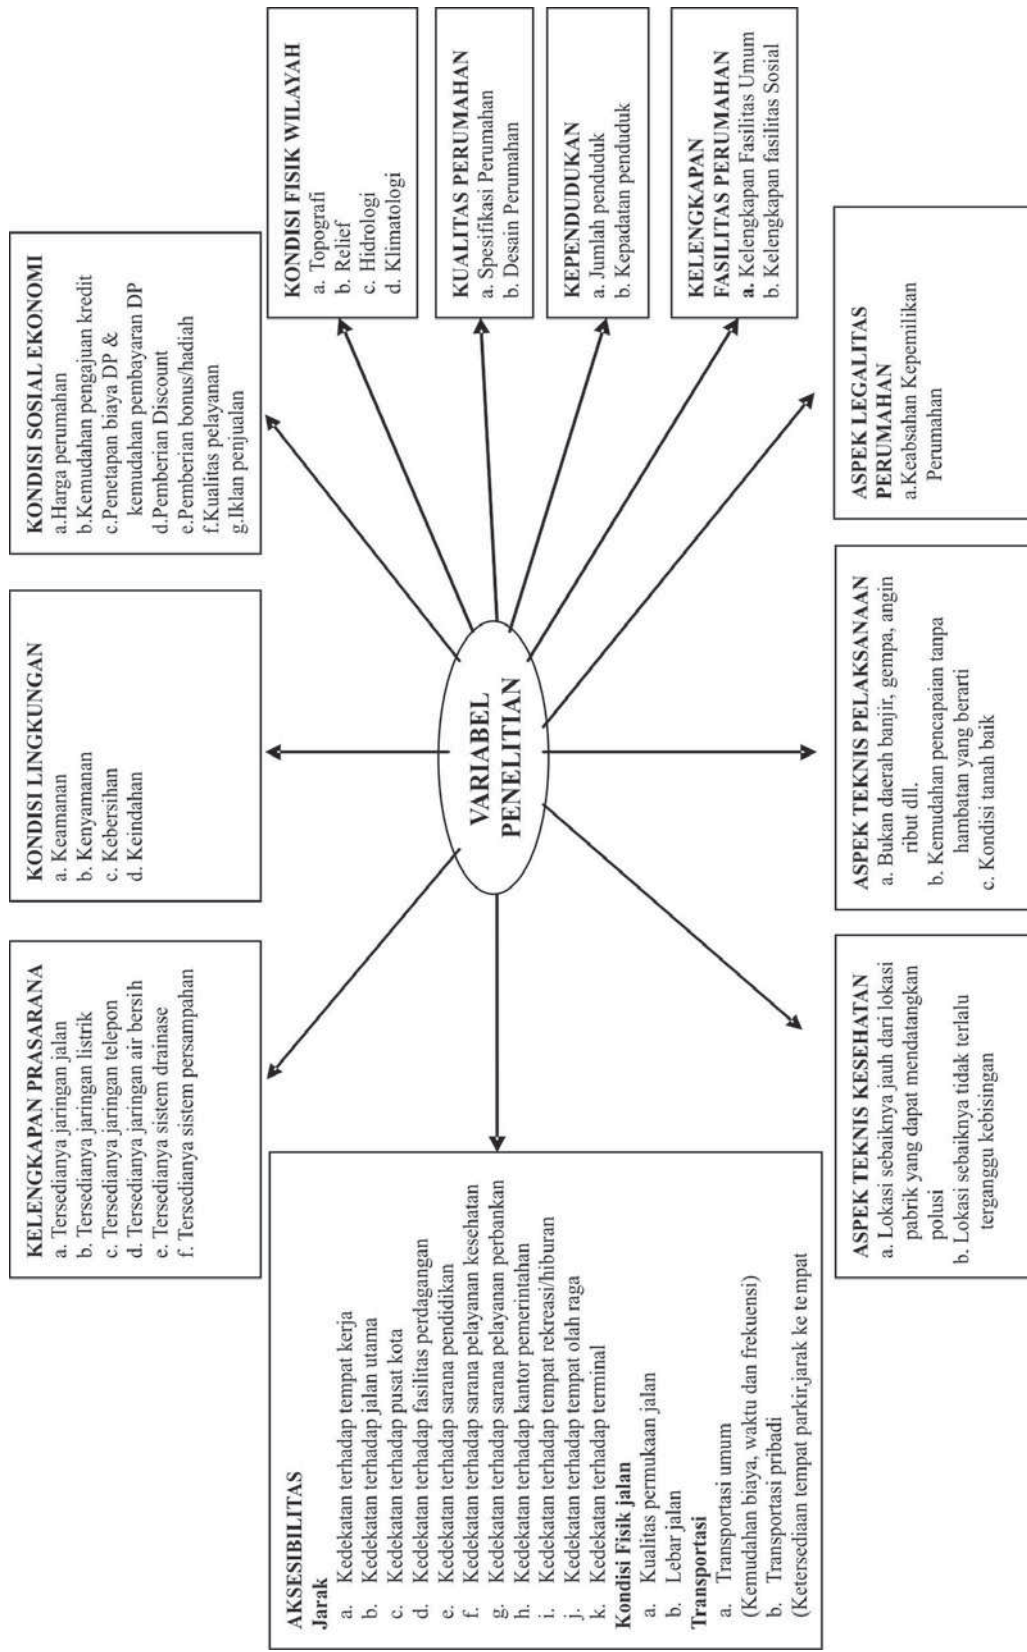 KELENGKAPAN PRASARANA
a. Tersedianya jaringan jalan
b. Tersedianya jaringan listrik
c. Tersedianya jaringan telepon
d. Tersedianya jaringan air bersih
e. Tersedianya sistem drainase
f. Tersedianya sistem persampahan
KONDISI LINGKUNGAN
a. Keamanan
b. Kenyamanan
c. Kebersihan
d. Keindahan
KONDISI SOSIAL EKONOMI
a.Harga perumahan
b.Kemudahan pengajuan kredit
c.Penetapan biaya DP &
kemudahan pembayaran DP
d.Pemberian Discount
e.Pemberian bonus/hadiah
f.Kualitas pelayanan
g.Iklan penjualan
KONDISI FISIK WILAYAH
a. Topografi
b. Relief
c. Hidrologi
d. Klimatologi
KUALITAS PERUMAHAN
a. Spesifikasi Perumahan
b. Desain Perumahan
KEPENDUDUKAN
a. Jumlah penduduk
b. Kepadatan penduduk
KELENGKAPAN
FASILITAS PERUMAHAN
a. Kelengkapan Fasilitas Umum
b. Kelengkapan fasilitas Sosial
VARIABEL
PENELITIAN
AKSESIBILITAS
Jarak
a. Kedekatan terhadap tempat kerja
b. Kedekatan terhadap jalan utama
c. Kedekatan terhadap pusat kota
d. Kedekatan terhadap fasilitas perdagangan
e. Kedekatan terhadap sarana pendidikan
f. Kedekatan terhadap sarana pelayanan kesehatan
g. Kedekatan terhadap sarana pelayanan perbankan
h. Kedekatan terhadap kantor pemerintahan
i. Kedekatan terhadap tempat rekreasi/hiburan
j. Kedekatan terhadap tempat olah raga
k. Kedekatan terhadap terminal
Kondisi Fisik jalan
a. Kualitas permukaan jalan
b. Lebar jalan
Transportasi
a. Transportasi umum
(Kemudahan biaya, waktu dan frekuensi)
b. Transportasi pribadi
(Ketersediaan tempat parkir,jarak ke tempat
ASPEK TEKNIS KESEHATAN
a. Lokasi sebaiknya jauh dari lokasi
pabrik yang dapat mendatangkan
polusi
b. Lokasi sebaiknya tidak terlalu
terganggu kebisingan
ASPEK TEKNIS PELAKSANAAN
a. Bukan daerah banjir, gempa, angin
ribut dll.
b. Kemudahan pencapaian tanpa
hambatan yang berarti
c. Kondisi tanah baik
ASPEK LEGALITAS
PERUMAHAN
a.Keabsahan Kepemilikan
Perumahan